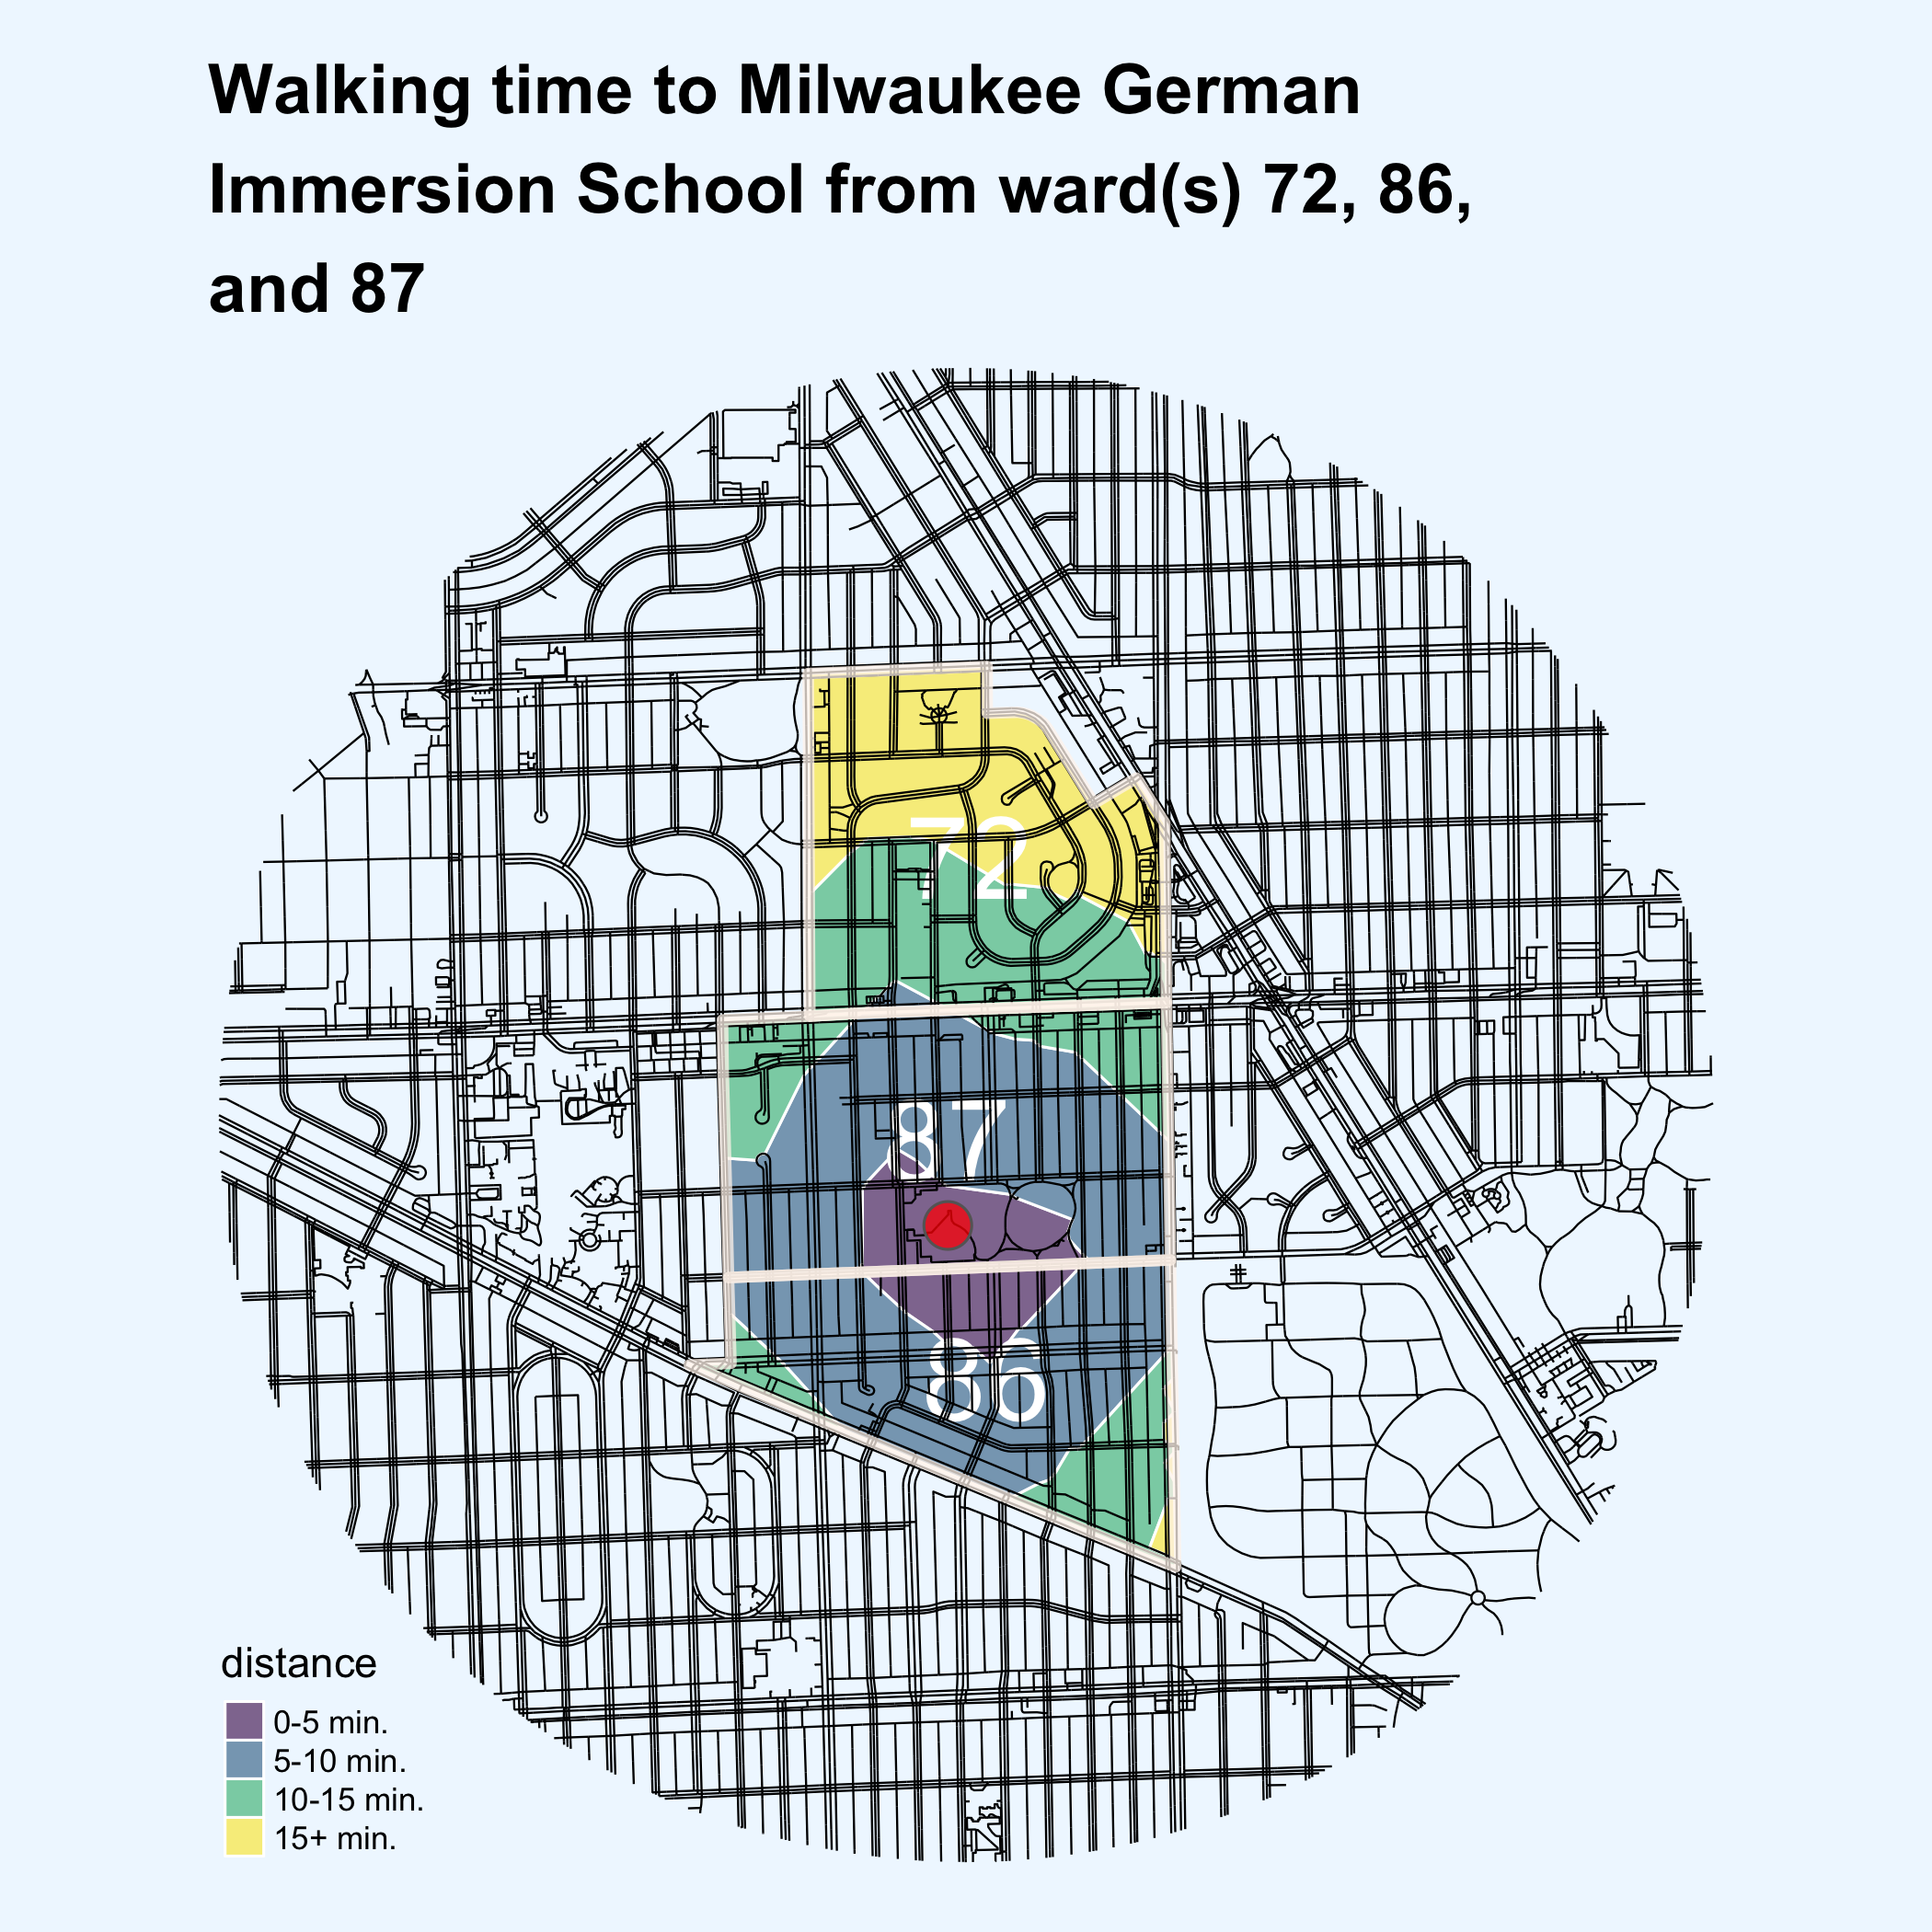 Walking time to Milwaukee German
Immersion School from ward(s) 72, 86,
and 87
72
87
86
distance
0-5 min.
5-10 min.
10-15 min.
15+ min.